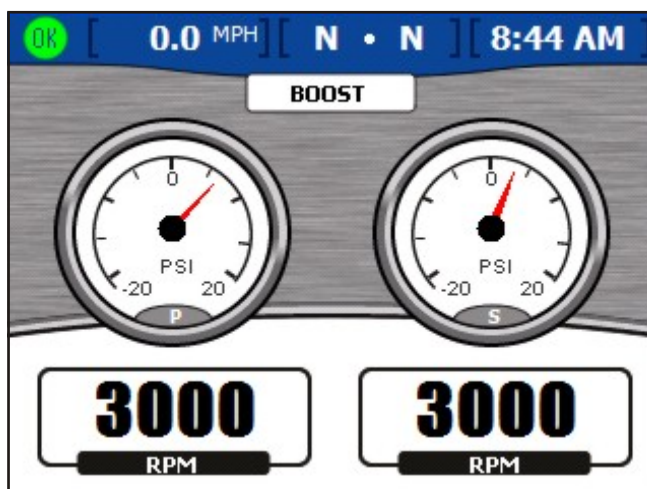 OK [ 0.0 MPH ] [ N • N ] [ 8:44 AM ]
BOOST
0 0
PSI PSI
-20 20 -20 20
P S
3000 3000
RPM RPM